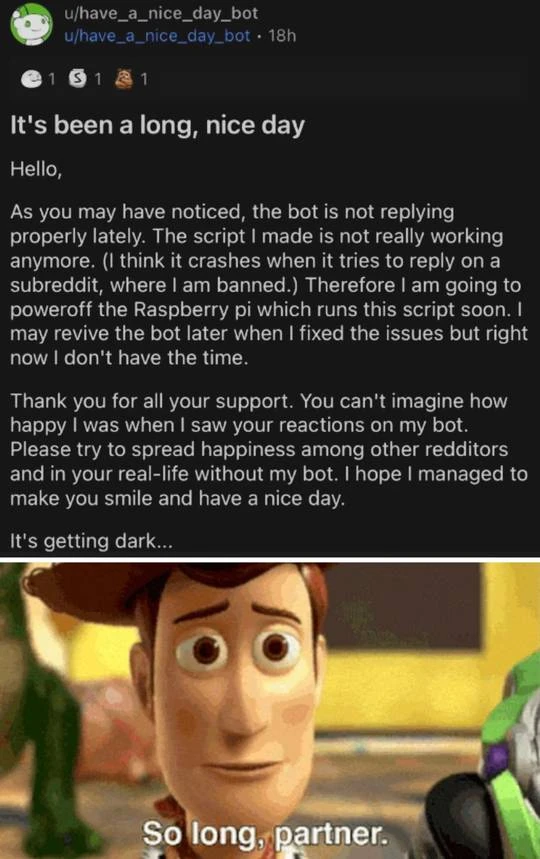 u/have_a_nice_day_bot
u/have_a_nice_day_bot • 18h
1 S 1 1
It's been a long, nice day
Hello,
As you may have noticed, the bot is not replying
properly lately. The script I made is not really working
anymore. (I think it crashes when it tries to reply on a
subreddit, where I am banned.) Therefore I am going to
poweroff the Raspberry pi which runs this script soon. I
may revive the bot later when I fixed the issues but right
now I don't have the time.
Thank you for all your support. You can't imagine how
happy I was when I saw your reactions on my bot.
Please try to spread happiness among other redditors
and in your real-life without my bot. I hope I managed to
make you smile and have a nice day.
It's getting dark...
So long, partner.